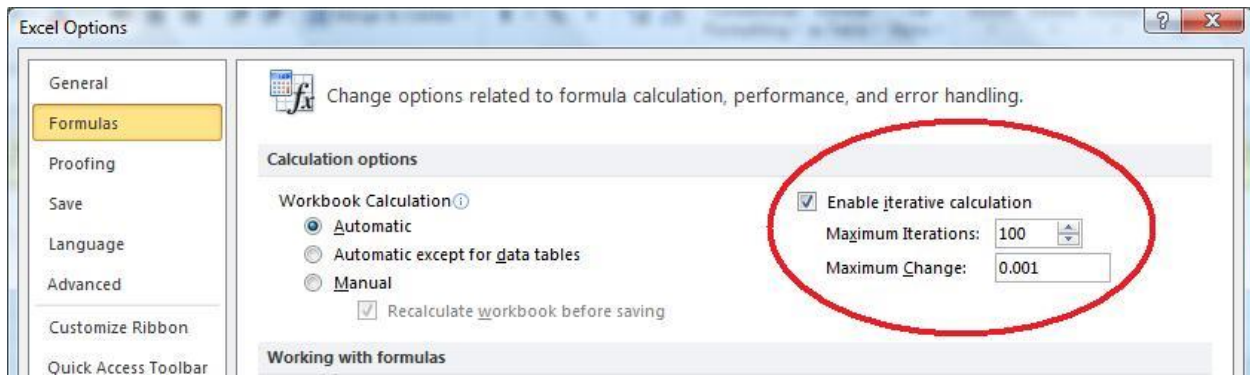 Excel Options
General
Formulas
Proofing
Save
Language
Advanced
Customize Ribbon
Quick Access Toolbar
Change options related to formula calculation, performance, and error handling.
Calculation options
Workbook Calculation
Automatic
Automatic except for data tables
Manual
Recalculate workbook before saving
Enable iterative calculation
Maximum Iterations: 100
Maximum Change: 0.001
Working with formulas